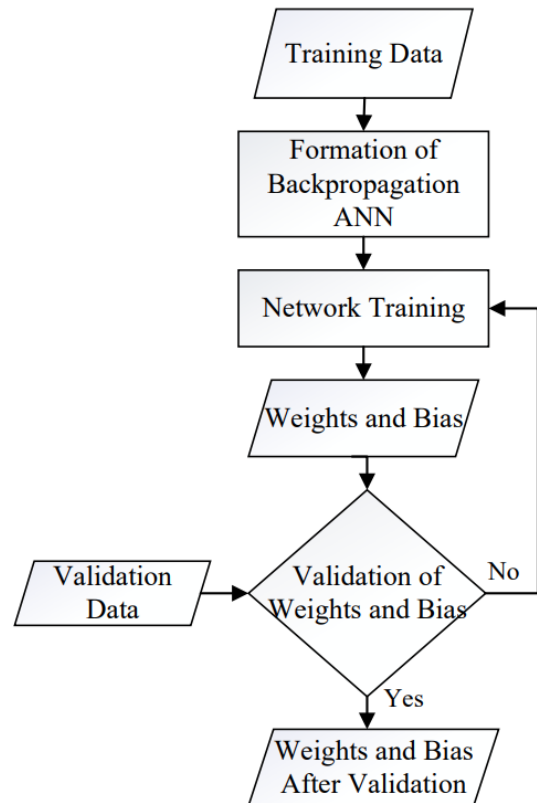 Training Data
Formation of
Backpropagation
ANN
Network Training
Weights and Bias
Validation
Data
Validation of
Weights and Bias
No
Yes
Weights and Bias
After Validation